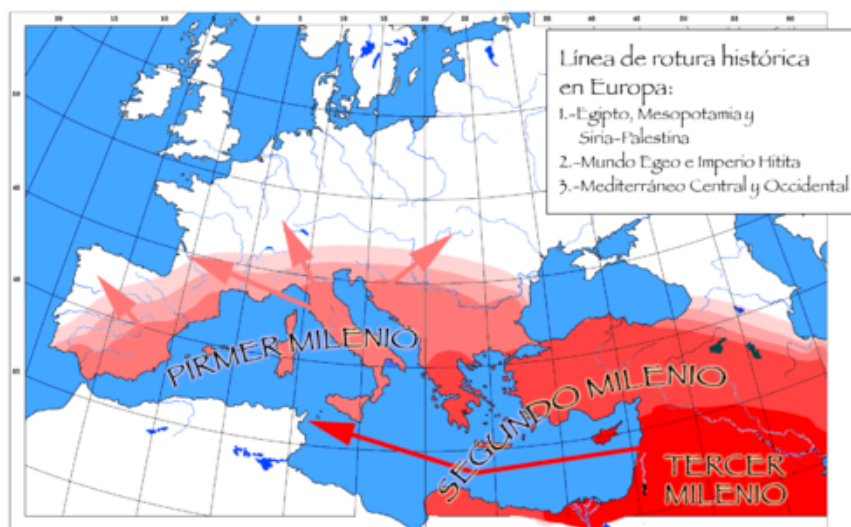 Línea de rotura histórica
en Europa:
1.-Egipto, Mesopotamia y
Siria-Palestina
2.-Mundo Egeo e Imperio Hitita
3.-Mediterráneo Central y Occidental
PIRMER MILENIO
SEGUNDO MILENIO
TERCER
MILENIO